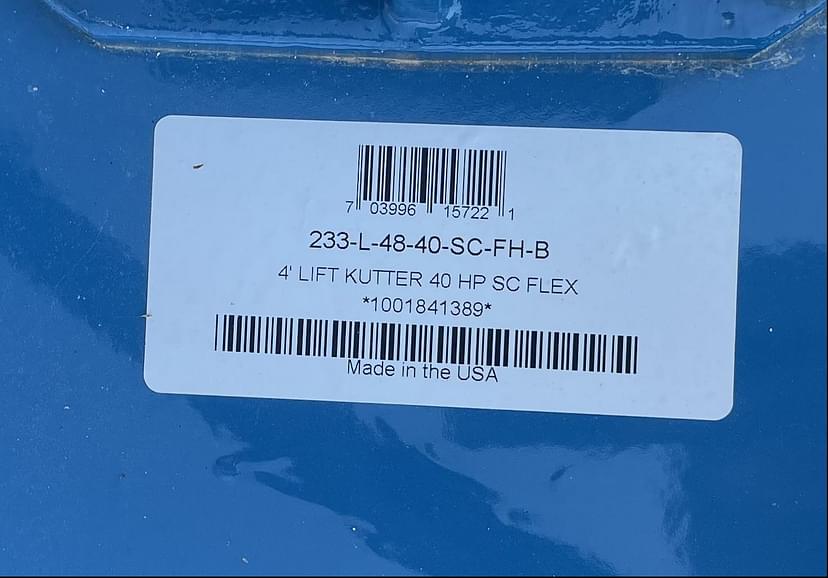 7 03996 15722 1
233-L-48-40-SC-FH-B
4' LIFT KUTTER 40 HP SC FLEX
*1001841389*
Made in the USA